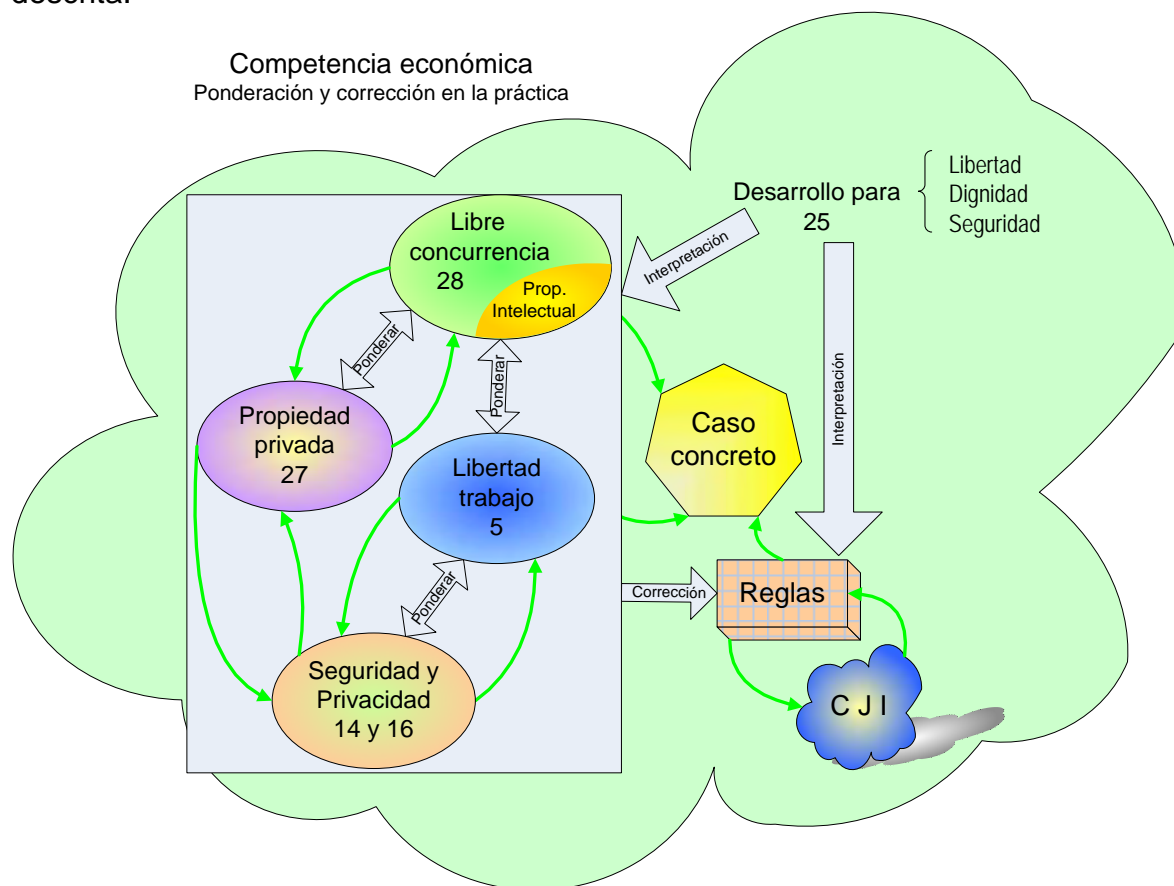 descrita.
Competencia económica
Ponderación y corrección en la práctica
Libertad
Dignidad
Seguridad
Desarrollo para
25
Libre
concurrencia
28
Prop.
Intelectual
Interpretación
Ponderar
Ponderar
Interpretación
Propiedad
privada
27
Libertad
trabajo
5
Caso
concreto
Ponderar
Corrección
Reglas
Seguridad y
Privacidad
14 y 16
C J I